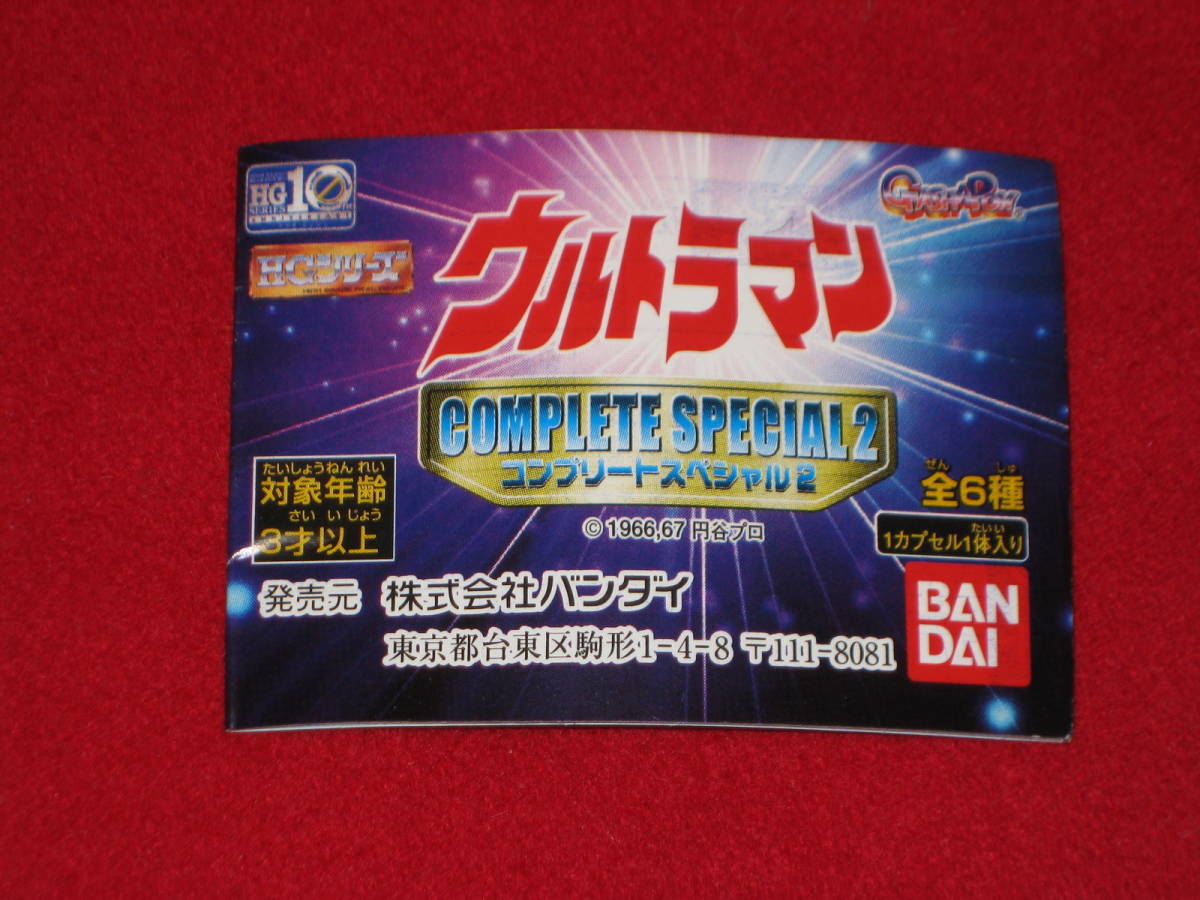 HG10
SERIES
ANNIVERSARY
GASHAPON
HGシリーズ
ウルトラマン
COMPLETE SPECIAL 2
コンプリートスペシャル2
たいしょうねんれい
対象年齢
さいいじょう
3才以上
ぜん しゅ
全6種
© 1966,67 円谷プロ
たいい
1カプセル1体入り
発売元 株式会社バンダイ
東京都台東区駒形1-4-8 〒111-8081
BAN
DAI